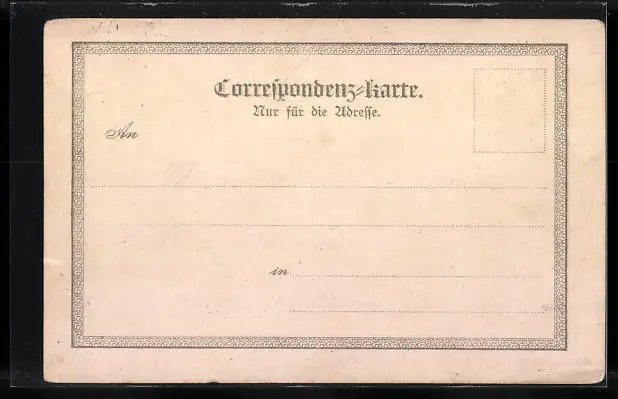 Correspondenz-Karte.
Nur für die Adresse.
An
in